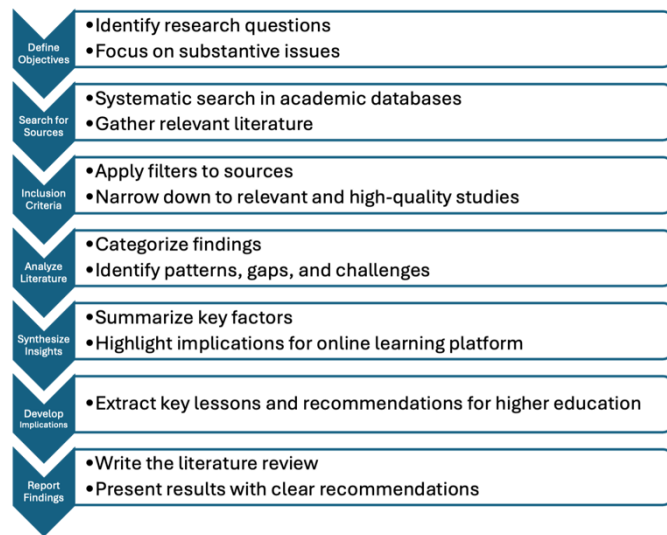 Define
Objectives
•Identify research questions
•Focus on substantive issues
Search for
Sources
•Systematic search in academic databases
•Gather relevant literature
Inclusion
Criteria
•Apply filters to sources
•Narrow down to relevant and high-quality studies
Analyze
Literature
•Categorize findings
•Identify patterns, gaps, and challenges
Synthesize
Insights
•Summarize key factors
•Highlight implications for online learning platform
Develop
Implications
•Extract key lessons and recommendations for higher education
Report
Findings
•Write the literature review
•Present results with clear recommendations